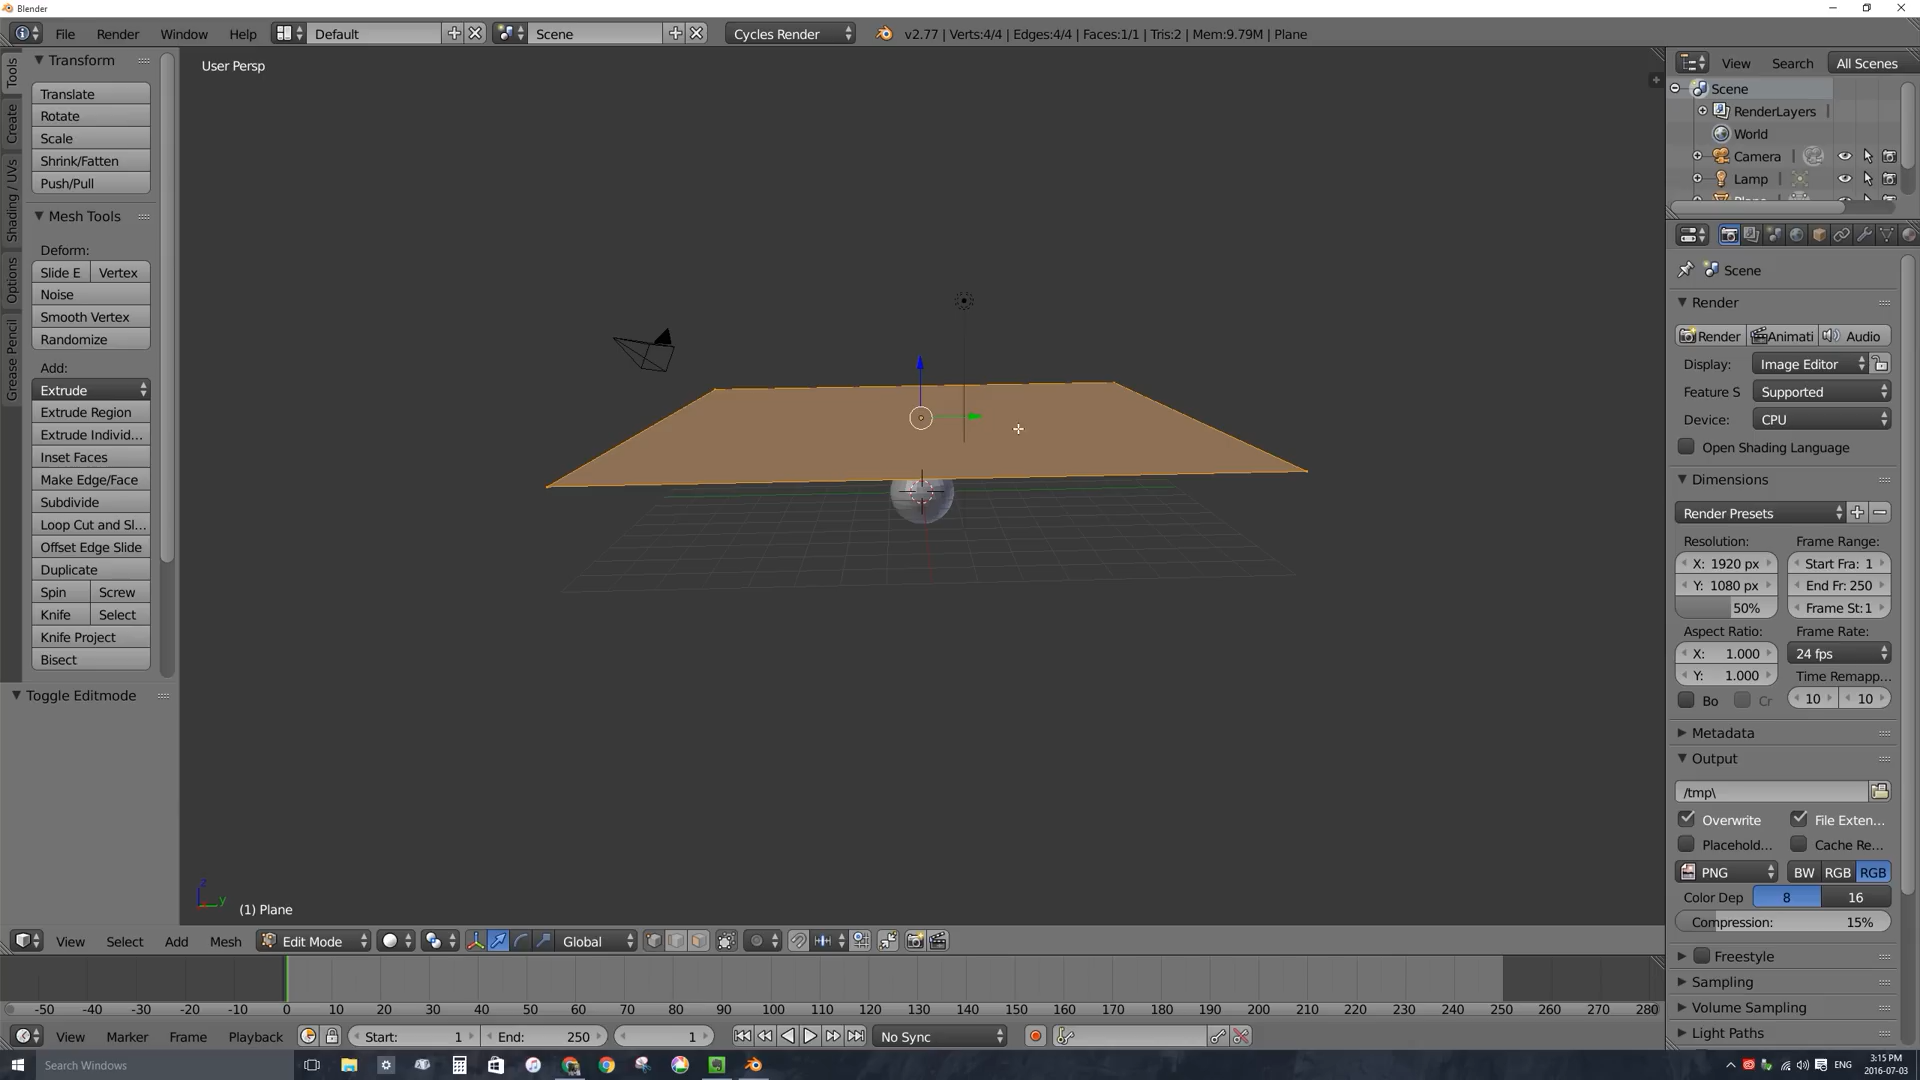 Blender
File Render Window Help Default Scene Cycles Render v2.77 | Verts:4/4 | Edges:4/4 | Faces:1/1 | Tris:2 | Mem:9.79M | Plane
User Persp
Tools
Create
Shading / UVs
Options
Grease Pencil
Transform
Translate
Rotate
Scale
Shrink/Fatten
Push/Pull
Mesh Tools
Deform:
Slide E Vertex
Noise
Smooth Vertex
Randomize
Add:
Extrude
Extrude Region
Extrude Individ...
Inset Faces
Make Edge/Face
Subdivide
Loop Cut and Sl...
Offset Edge Slide
Duplicate
Spin Screw
Knife Select
Knife Project
Bisect
Toggle Editmode
z
y
(1) Plane
View Search All Scenes
Scene
RenderLayers
World
Camera
Lamp
Scene
Render
Render Animati Audio
Display: Image Editor
Feature S Supported
Device: CPU
Open Shading Language
Dimensions
Render Presets
Resolution: Frame Range:
X: 1920 px Start Fra: 1
Y: 1080 px End Fr: 250
50% Frame St:1
Aspect Ratio: Frame Rate:
X: 1.000 24 fps
Y: 1.000 Time Remapp...
Bo Cr 10 10
Metadata
Output
/tmp\
Overwrite File Exten...
Placehold... Cache Re...
PNG BW RGB RGB
Color Dep 8 16
Compression: 15%
Freestyle
Sampling
Volume Sampling
Light Paths
View Select Add Mesh Edit Mode Global
-50 -40 -30 -20 -10 0 10 20 30 40 50 60 70 80 90 100 110 120 130 140 150 160 170 180 190 200 210 220 230 240 250 260 270 280
View Marker Frame Playback Start: 1 End: 250 1 No Sync
Search Windows
ENG
3:15 PM
2016-07-03